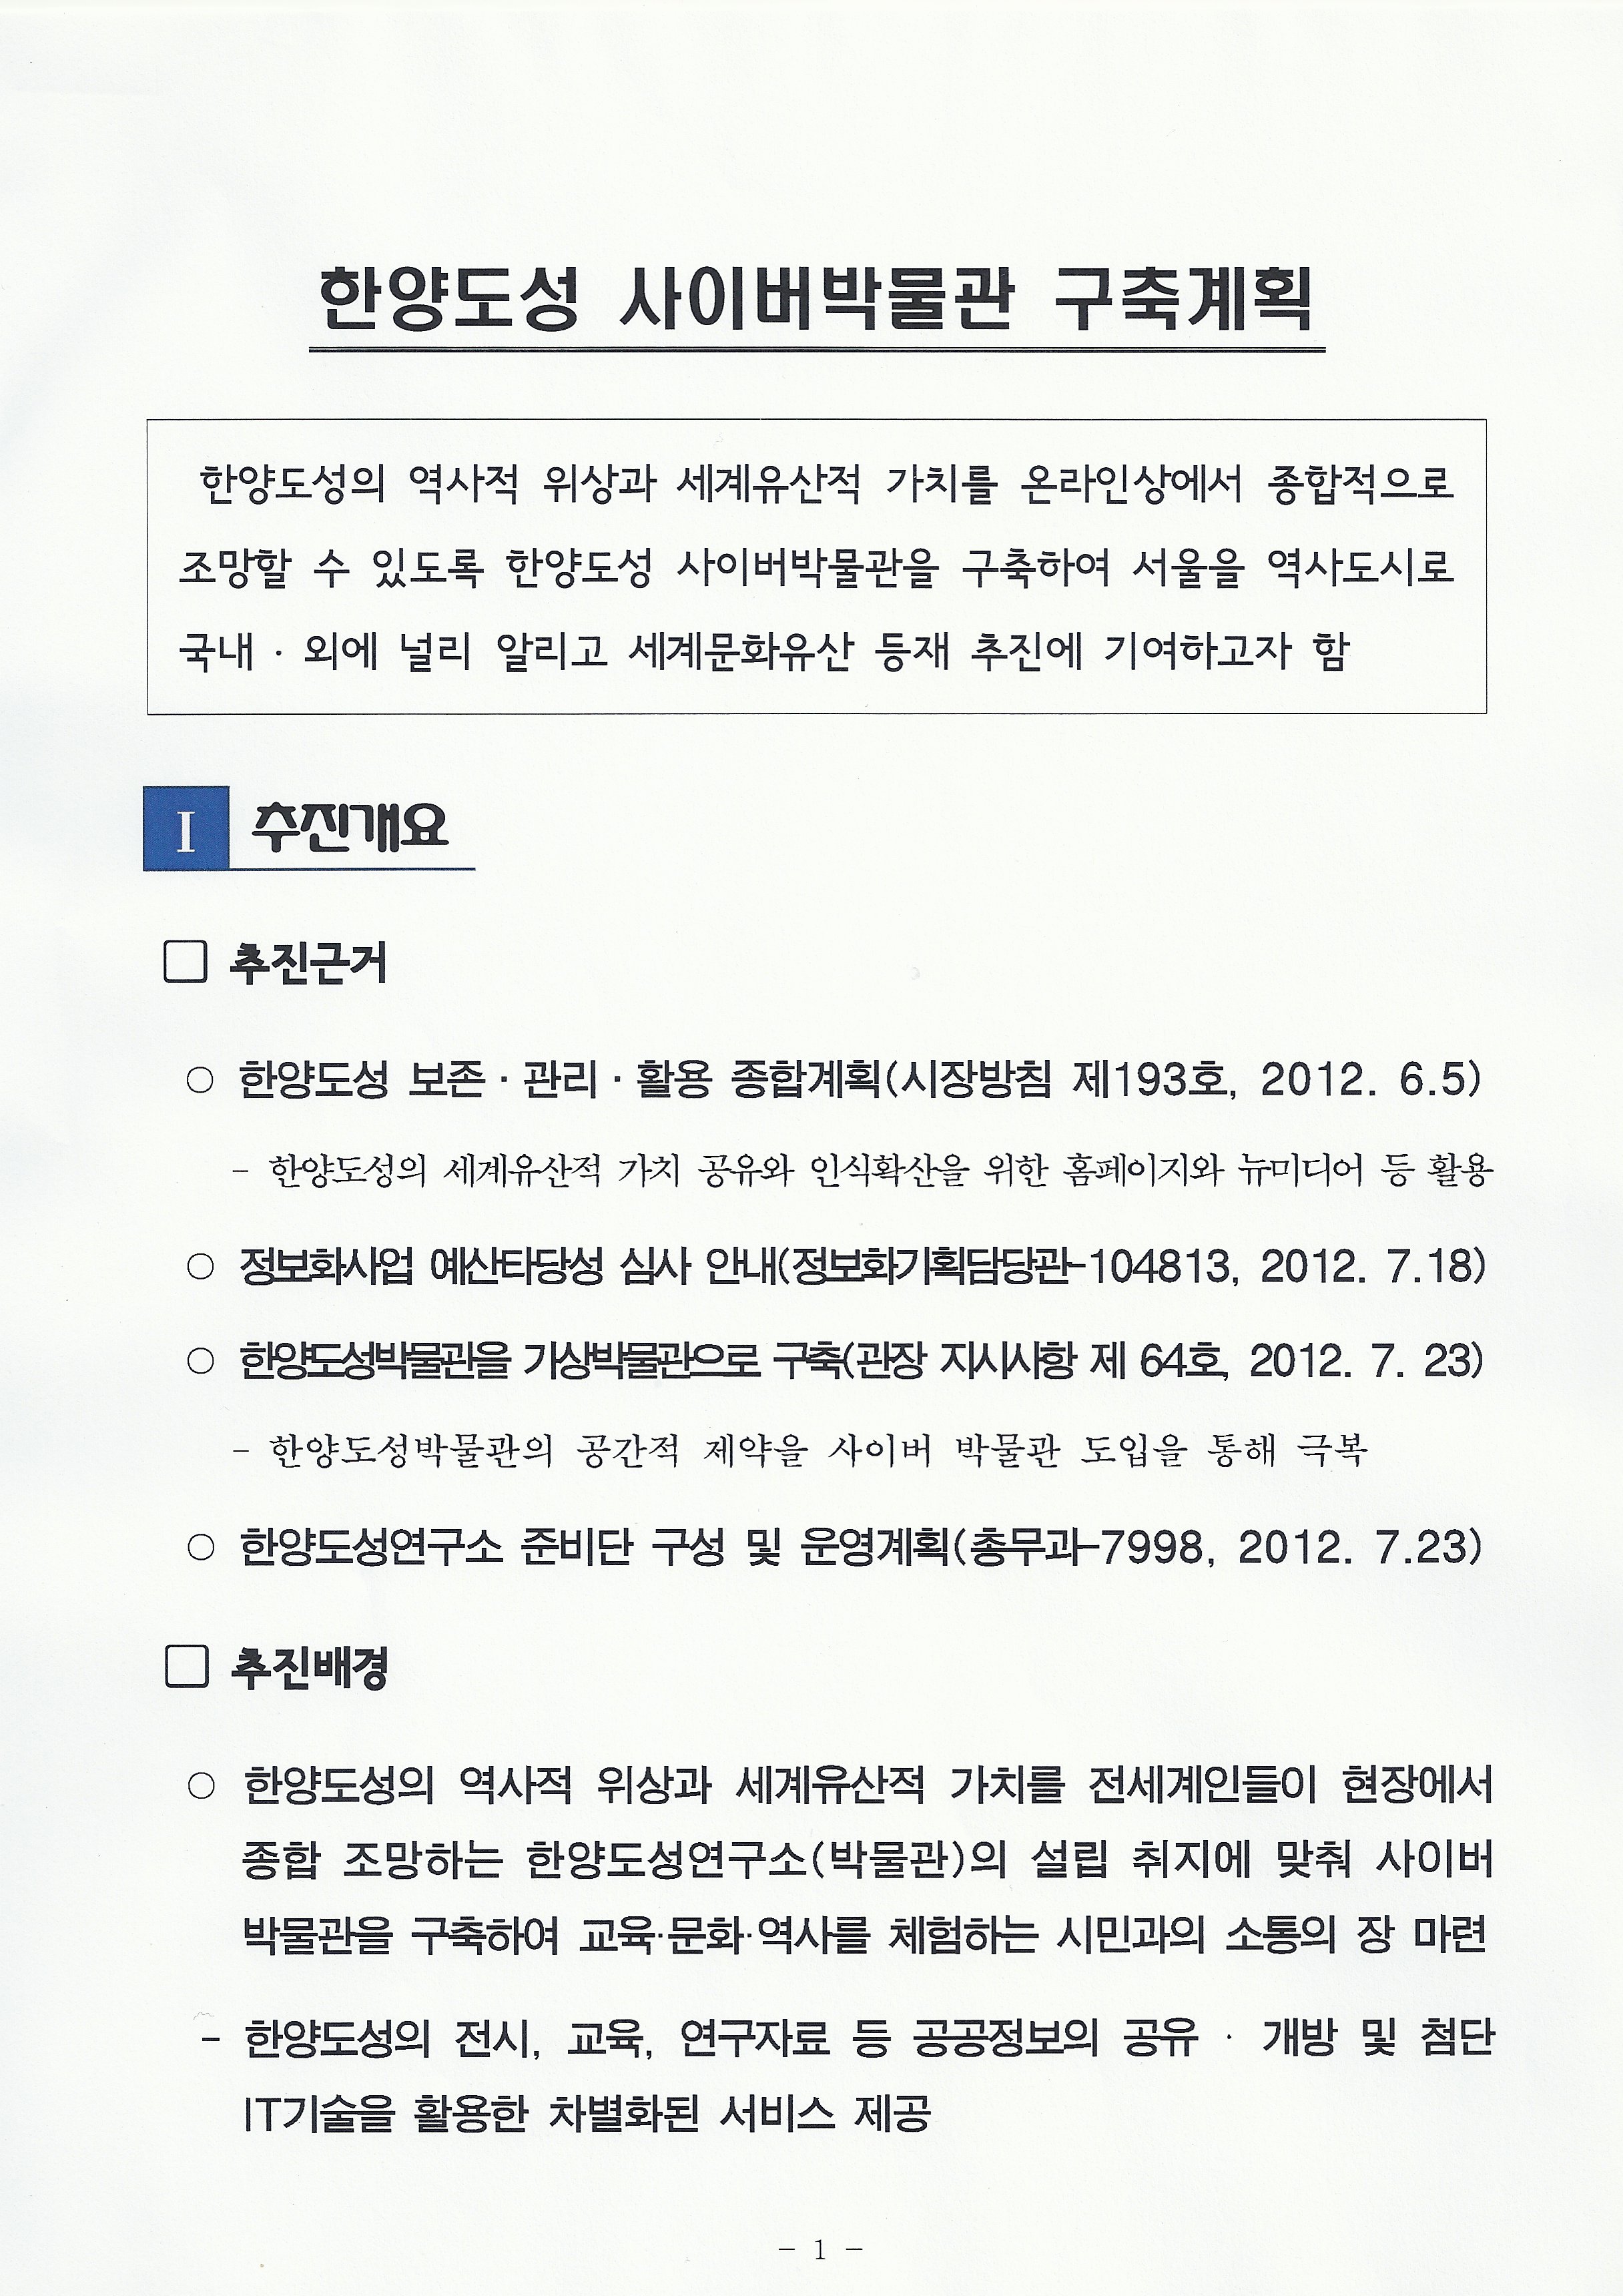 한양도성 사이버박물관 구축계획
한양도성의 역사적 위상과 세계유산적 가치를 온라인상에서 종합적으로
조망할 수 있도록 한양도성 사이버박물관을 구축하여 서울을 역사도시로
국내 · 외에 널리 알리고 세계문화유산 등재 추진에 기여하고자 함
I 추진개요
□ 추진근거
○ 한양도성 보존 · 관리 · 활용 종합계획(시장방침 제193호, 2012. 6.5)
- 한양도성의 세계유산적 가치 공유와 인식확산을 위한 홈페이지와 뉴미디어 등 활용
○ 정보화사업 예산타당성 심사 안내(정보화기획담당관-104813, 2012. 7.18)
○ 한양도성박물관을 가상박물관으로 구축(관장 지시사항 제 64호, 2012. 7. 23)
- 한양도성박물관의 공간적 제약을 사이버 박물관 도입을 통해 극복
○ 한양도성연구소 준비단 구성 및 운영계획(총무과-7998, 2012. 7.23)
□ 추진배경
○ 한양도성의 역사적 위상과 세계유산적 가치를 전세계인들이 현장에서
종합 조망하는 한양도성연구소(박물관)의 설립 취지에 맞춰 사이버
박물관을 구축하여 교육·문화·역사를 체험하는 시민과의 소통의 장 마련
- 한양도성의 전시, 교육, 연구자료 등 공공정보의 공유 · 개방 및 첨단
IT기술을 활용한 차별화된 서비스 제공
- 1 -